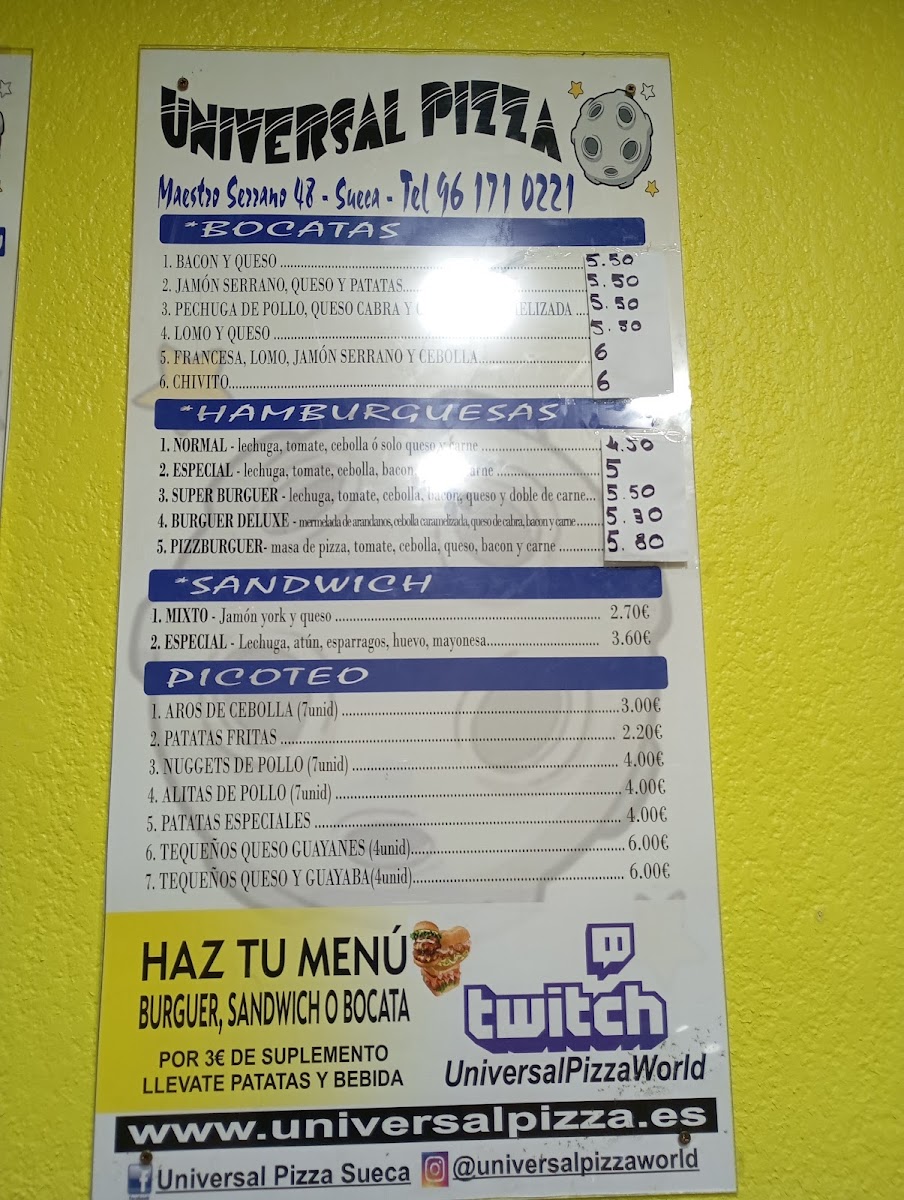 UNIVERSAL PIZZA
Maestro Serrano 48 - Sueca - Tel 96 171 0221
*BOCATAS
1. BACON Y QUESO ........ 5.50
2. JAMÓN SERRANO, QUESO Y PATATAS........ 5.50
3. PECHUGA DE POLLO, QUESO CABRA Y ........ 5.50
4. LOMO Y QUESO ........ 5.50
5. FRANCESA, LOMO, JAMÓN SERRANO Y CEBOLLA........ 6
6. CHIVITO........ 6
*HAMBURGUESAS
1. NORMAL - lechuga, tomate, cebolla ó solo queso y carne ........ 4.50
2. ESPECIAL - lechuga, tomate, cebolla, bacon, carne ........ 5
3. SUPER BURGUER - lechuga, tomate, cebolla, bacon, queso y doble de carne... 5.50
4. BURGUER DELUXE - mermelada de arandanos, cebolla caramelizada, queso de cabra, bacon y carne ........ 5.30
5. PIZZBURGUER- masa de pizza, tomate, cebolla, queso, bacon y carne ........ 5.80
*SANDWICH
1. MIXTO - Jamón york y queso ........ 2.70€
2. ESPECIAL - Lechuga, atún, esparragos, huevo, mayonesa........ 3.60€
PICOTEO
1. AROS DE CEBOLLA (7unid) ........ 3.00€
2. PATATAS FRITAS ........ 2.20€
3. NUGGETS DE POLLO (7unid) ........ 4.00€
4. ALITAS DE POLLO (7unid) ........ 4.00€
5. PATATAS ESPECIALES ........ 4.00€
6. TEQUEÑOS QUESO GUAYANES (4unid)........ 6.00€
7. TEQUEÑOS QUESO Y GUAYABA(4unid)........ 6.00€
HAZ TU MENÚ
BURGUER, SANDWICH O BOCATA
POR 3€ DE SUPLEMENTO
LLEVATE PATATAS Y BEBIDA
twitch
UniversalPizzaWorld
www.universalpizza.es
Universal Pizza Sueca @universalpizzaworld